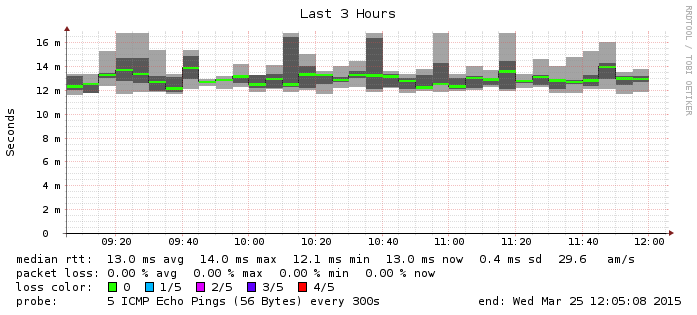 Last 3 Hours
RRDTOOL / TOBI OETIKER
Seconds
16 m
14 m
12 m
10 m
8 m
6 m
4 m
2 m
0
09:20 09:40 10:00 10:20 10:40 11:00 11:20 11:40 12:00
median rtt: 13.0 ms avg 14.0 ms max 12.1 ms min 13.0 ms now 0.4 ms sd 29.6 am/s
packet loss: 0.00 % avg 0.00 % max 0.00 % min 0.00 % now
loss color: 0 1/5 2/5 3/5 4/5
probe: 5 ICMP Echo Pings (56 Bytes) every 300s end: Wed Mar 25 12:05:08 2015